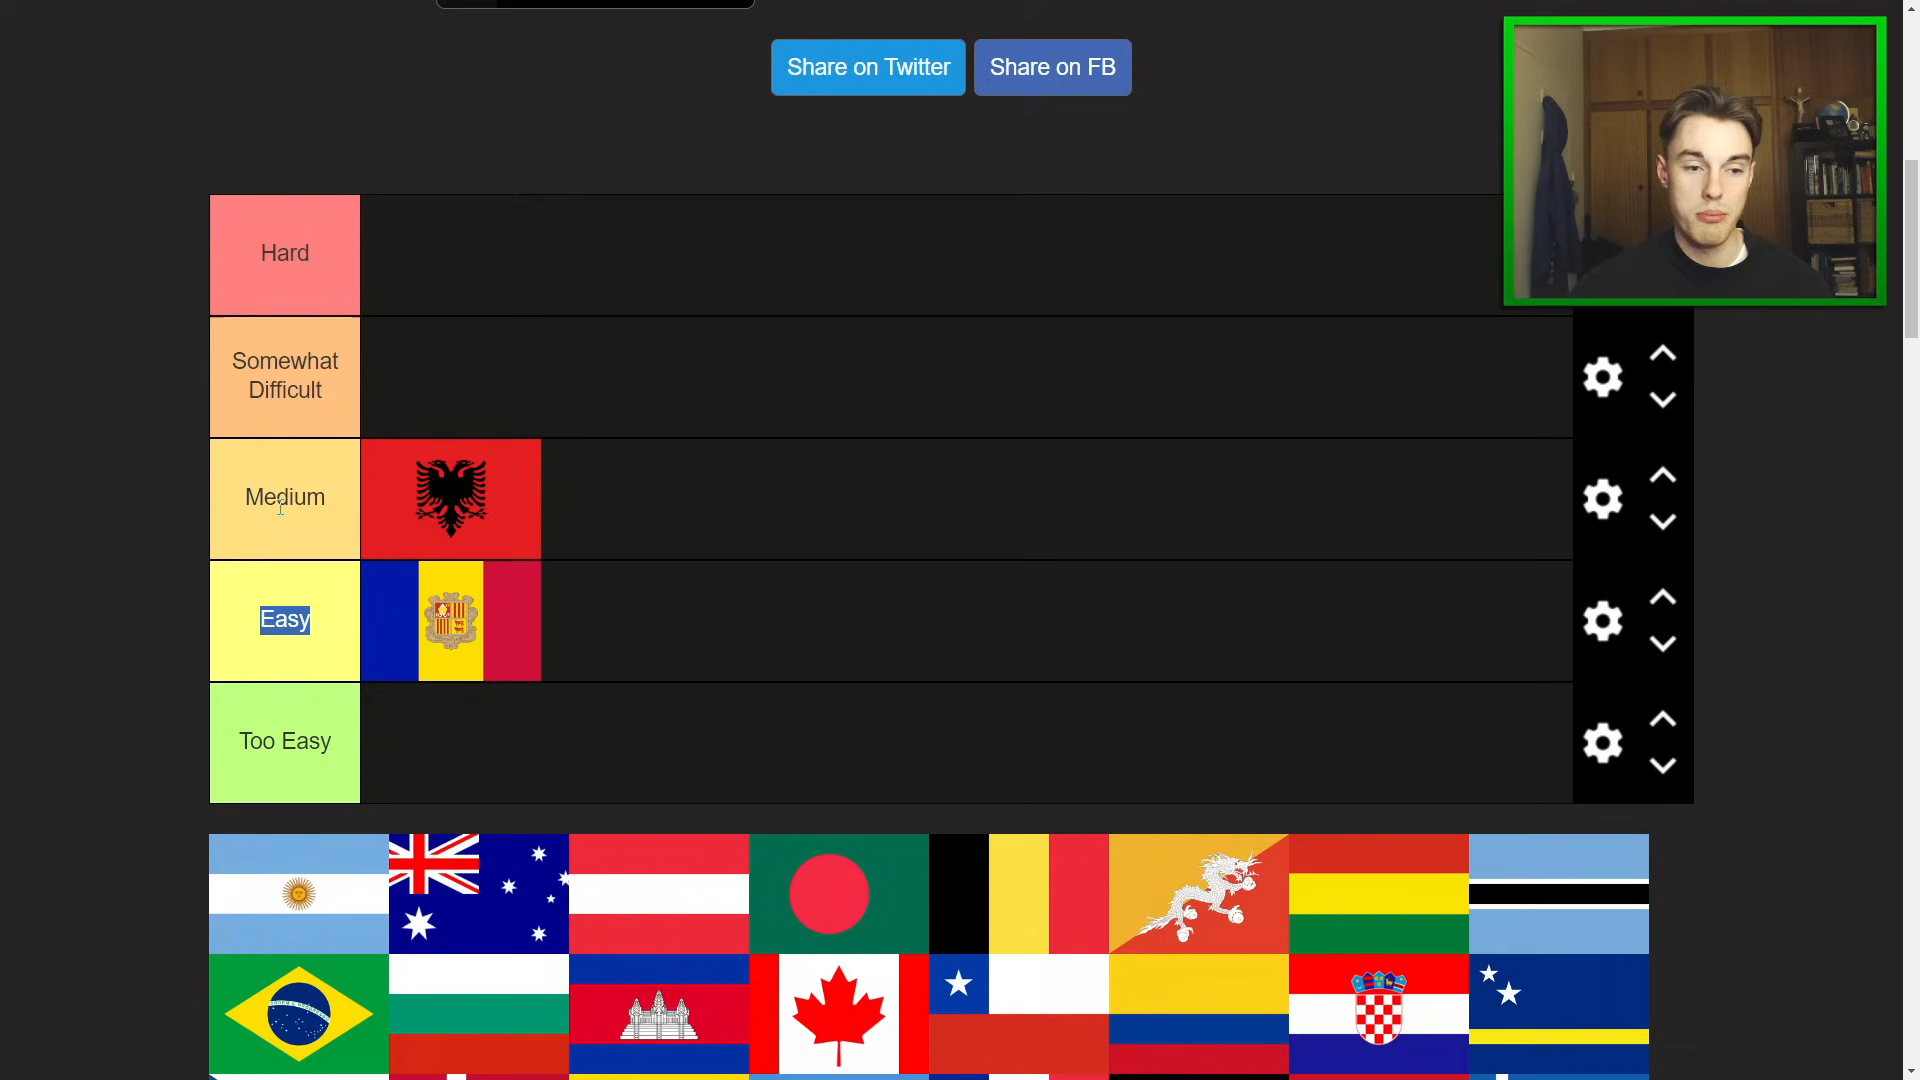 Share on Twitter
Share on FB
Hard
Somewhat
Difficult
Medium
Easy
Too Easy